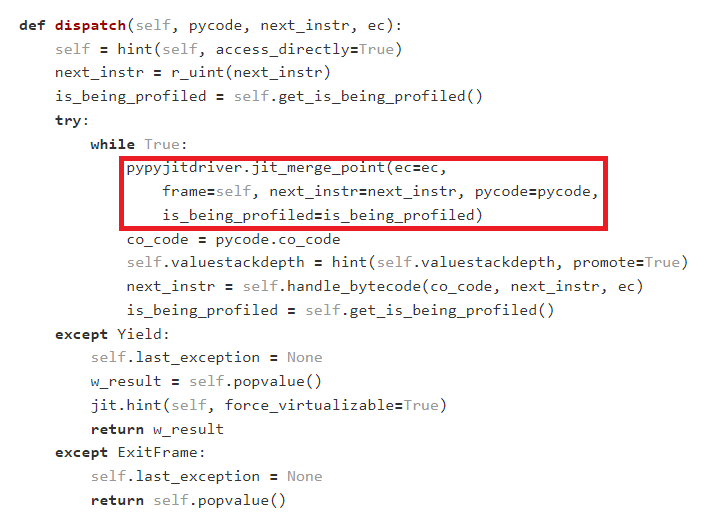 def dispatch(self, pycode, next_instr, ec):
    self = hint(self, access_directly=True)
    next_instr = r_uint(next_instr)
    is_being_profiled = self.get_is_being_profiled()
    try:
        while True:
            pypyjitdriver.jit_merge_point(ec=ec,
                frame=self, next_instr=next_instr, pycode=pycode,
                is_being_profiled=is_being_profiled)
            co_code = pycode.co_code
            self.valuestackdepth = hint(self.valuestackdepth, promote=True)
            next_instr = self.handle_bytecode(co_code, next_instr, ec)
            is_being_profiled = self.get_is_being_profiled()
    except Yield:
        self.last_exception = None
        w_result = self.popvalue()
        jit.hint(self, force_virtualizable=True)
        return w_result
    except ExitFrame:
        self.last_exception = None
        return self.popvalue()